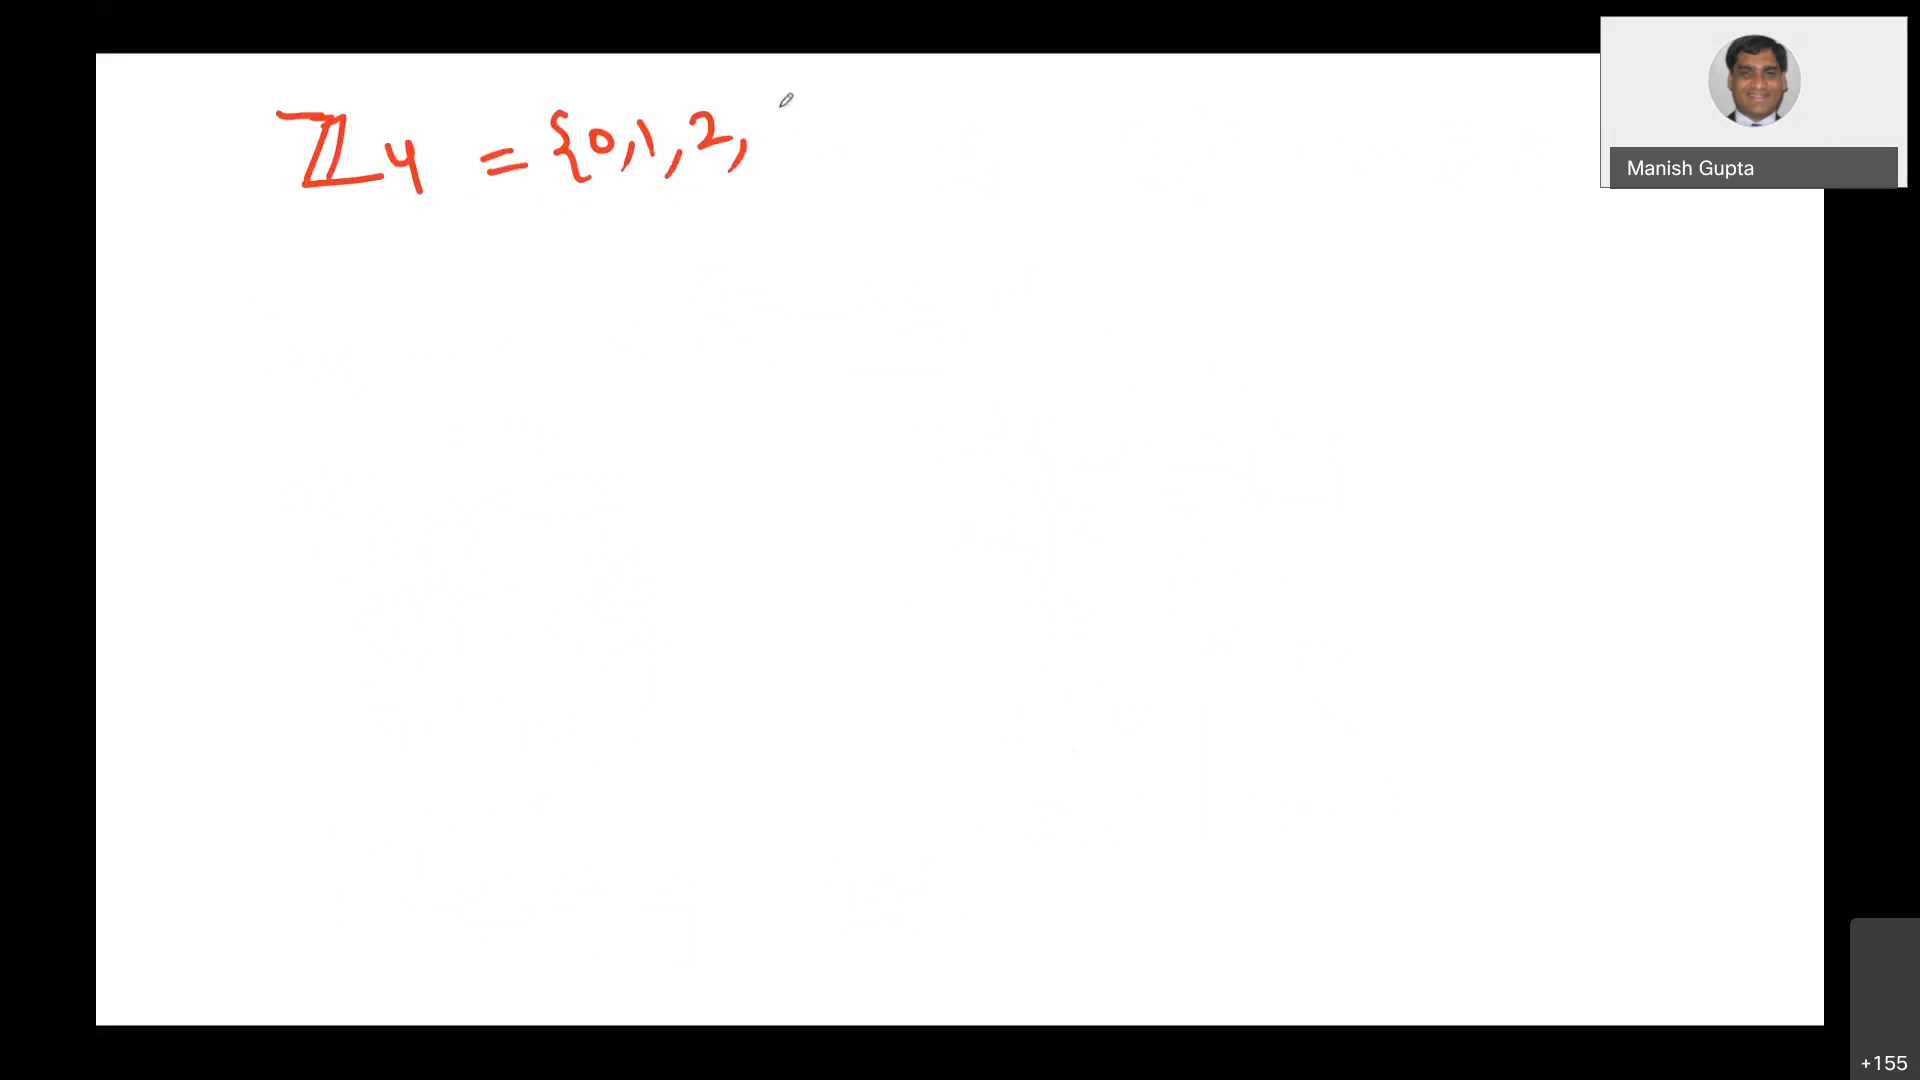 ℤ₄ = {0,1,2,
Manish Gupta
+155